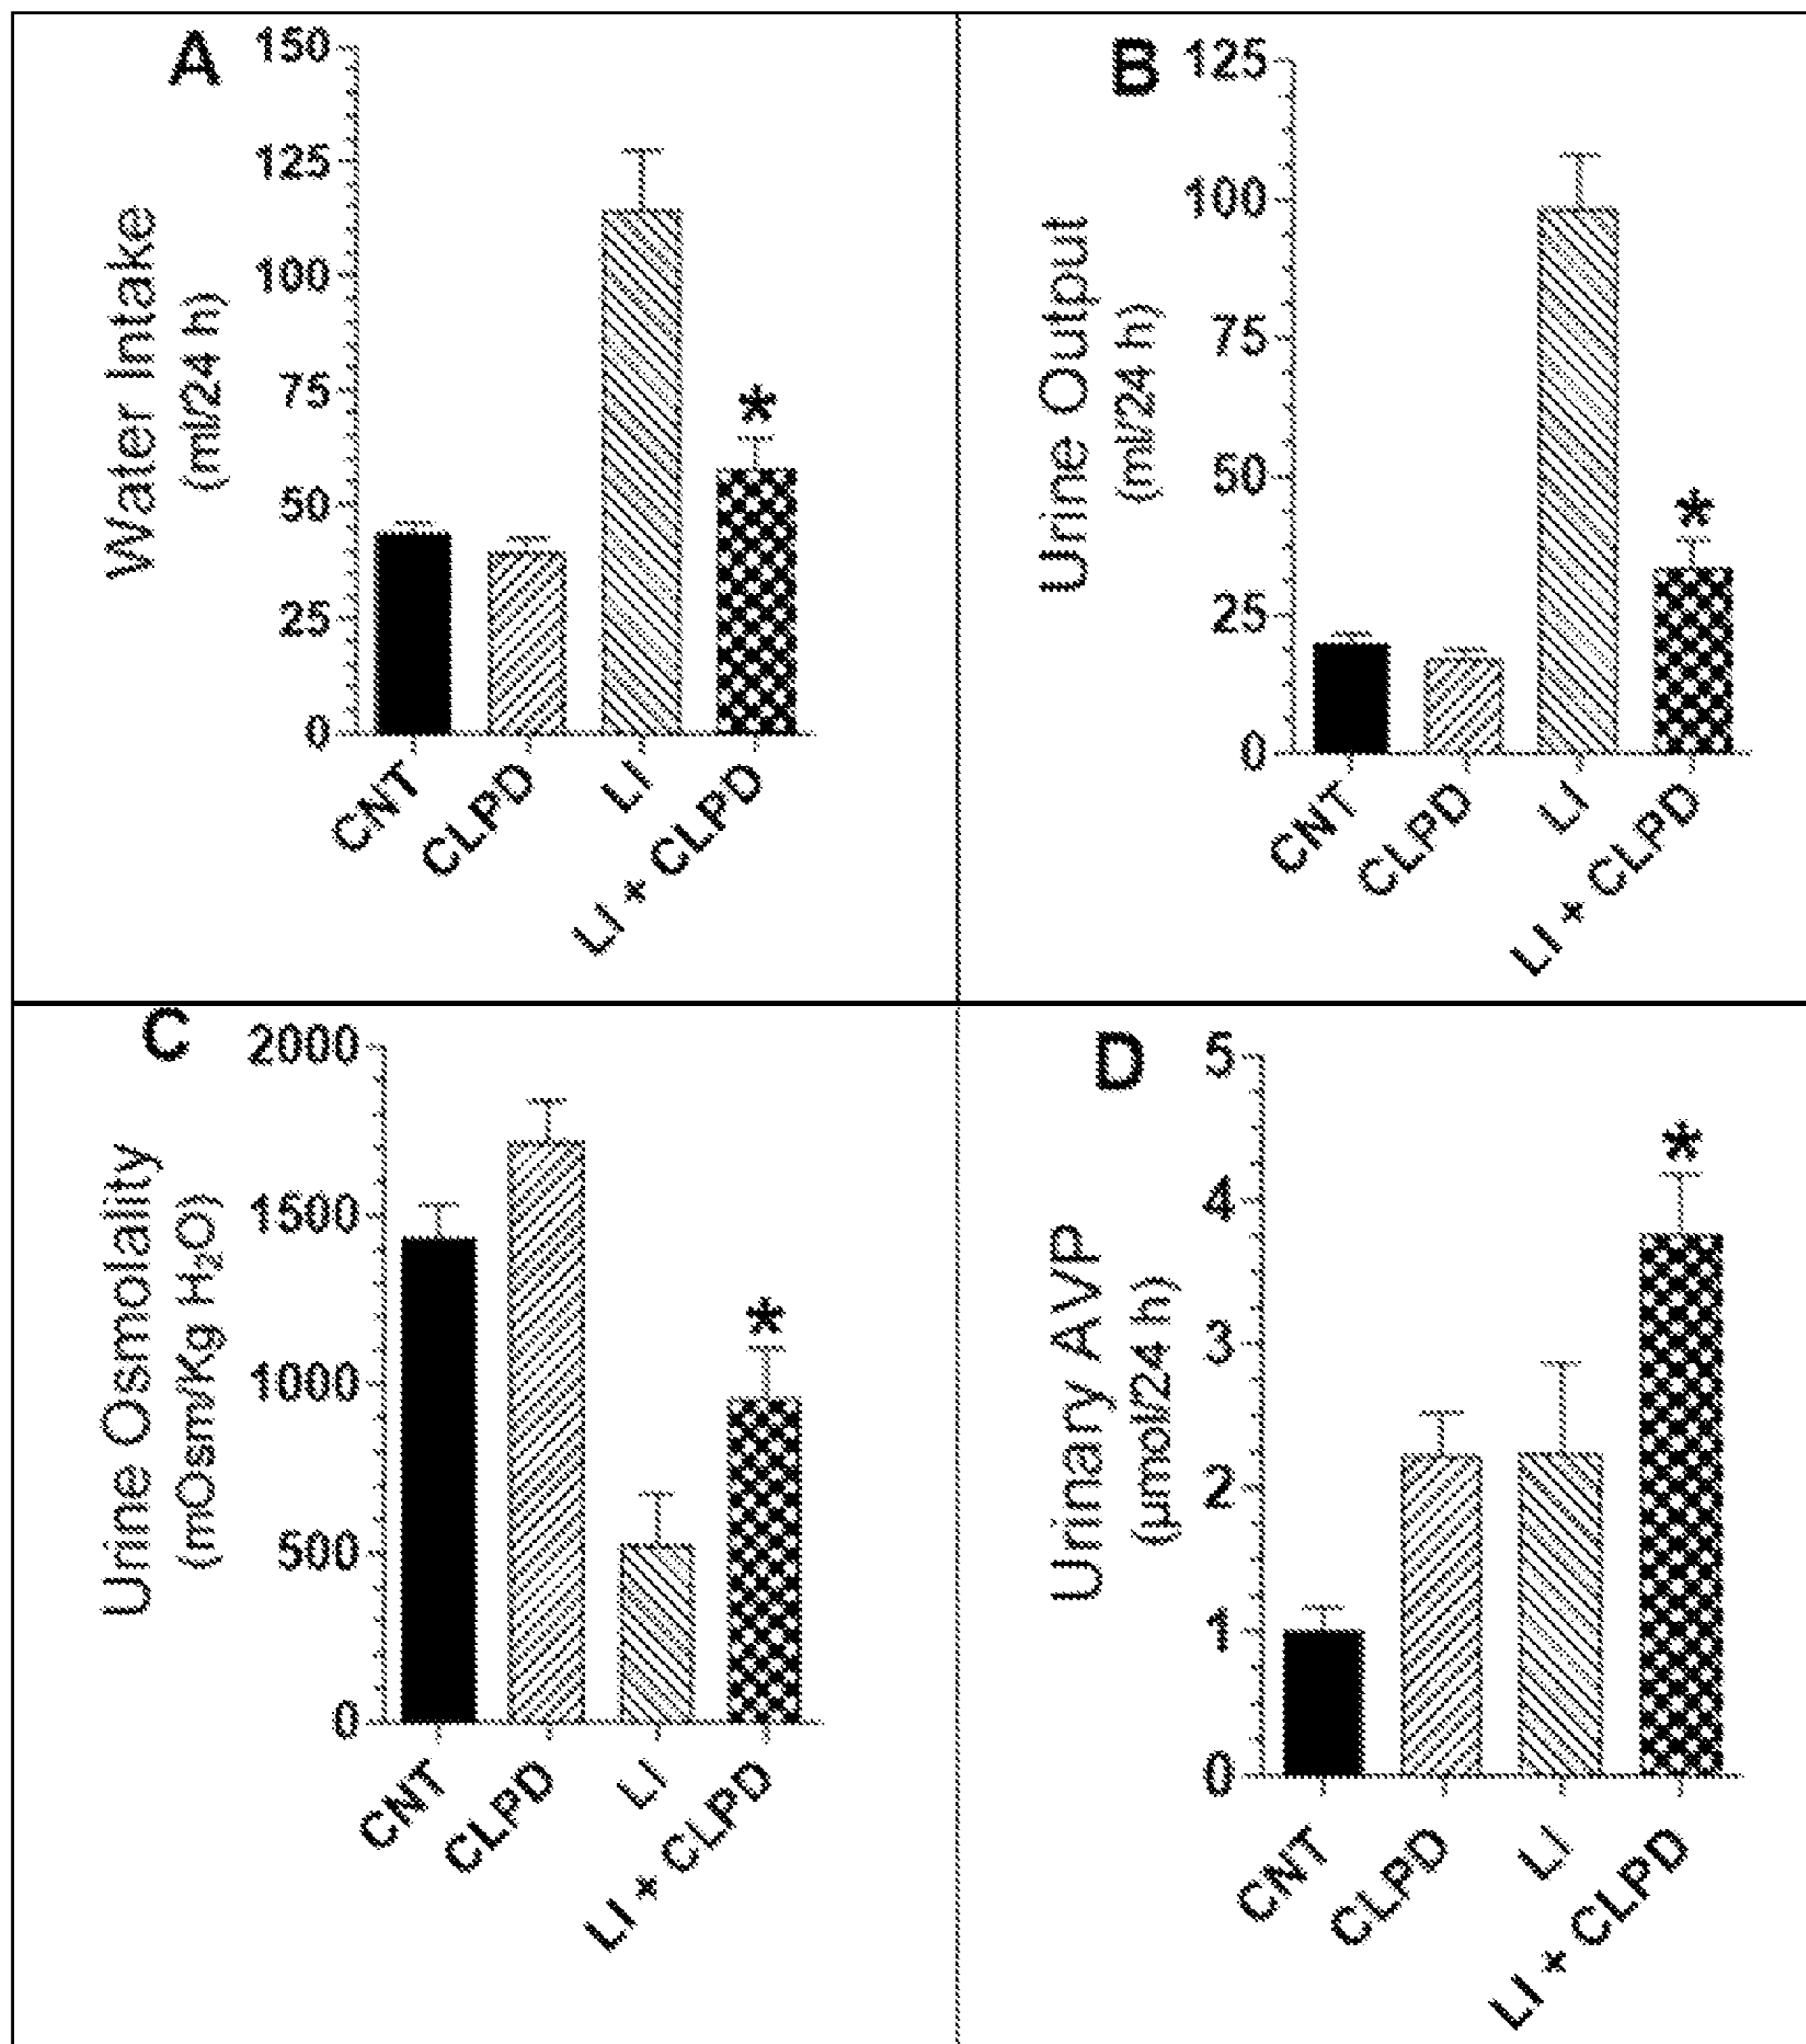 A
Water Intake
(ml/24 h)
150
125
100
75
50
25
0
*
CNT
CLPD
LI
LI + CLPD
B
Urine Output
(ml/24 h)
125
100
75
50
25
0
*
CNT
CLPD
LI
LI + CLPD
C
Urine Osmolality
(mOsm/Kg H₂O)
2000
1500
1000
500
0
*
CNT
CLPD
LI
LI + CLPD
D
Urinary AVP
(µmol/24 h)
5
4
3
2
1
0
*
CNT
CLPD
LI
LI + CLPD